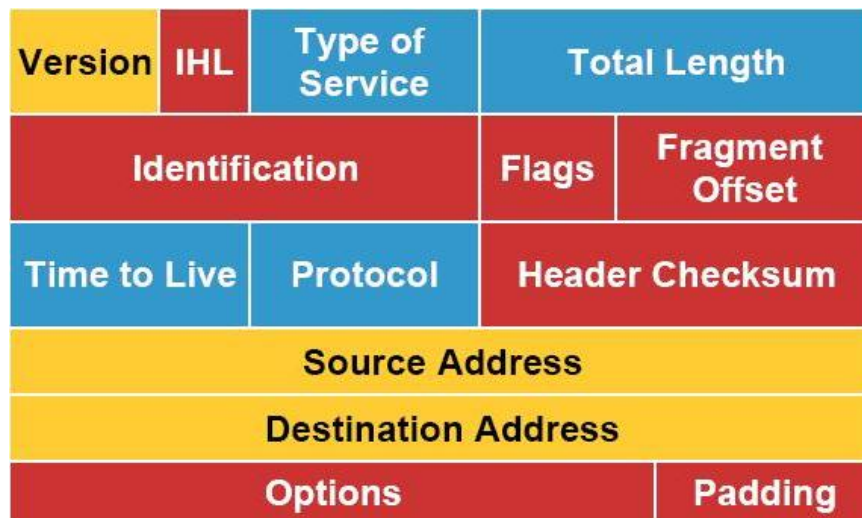 Version IHL Type of Service Total Length
Identification Flags Fragment Offset
Time to Live Protocol Header Checksum
Source Address
Destination Address
Options Padding